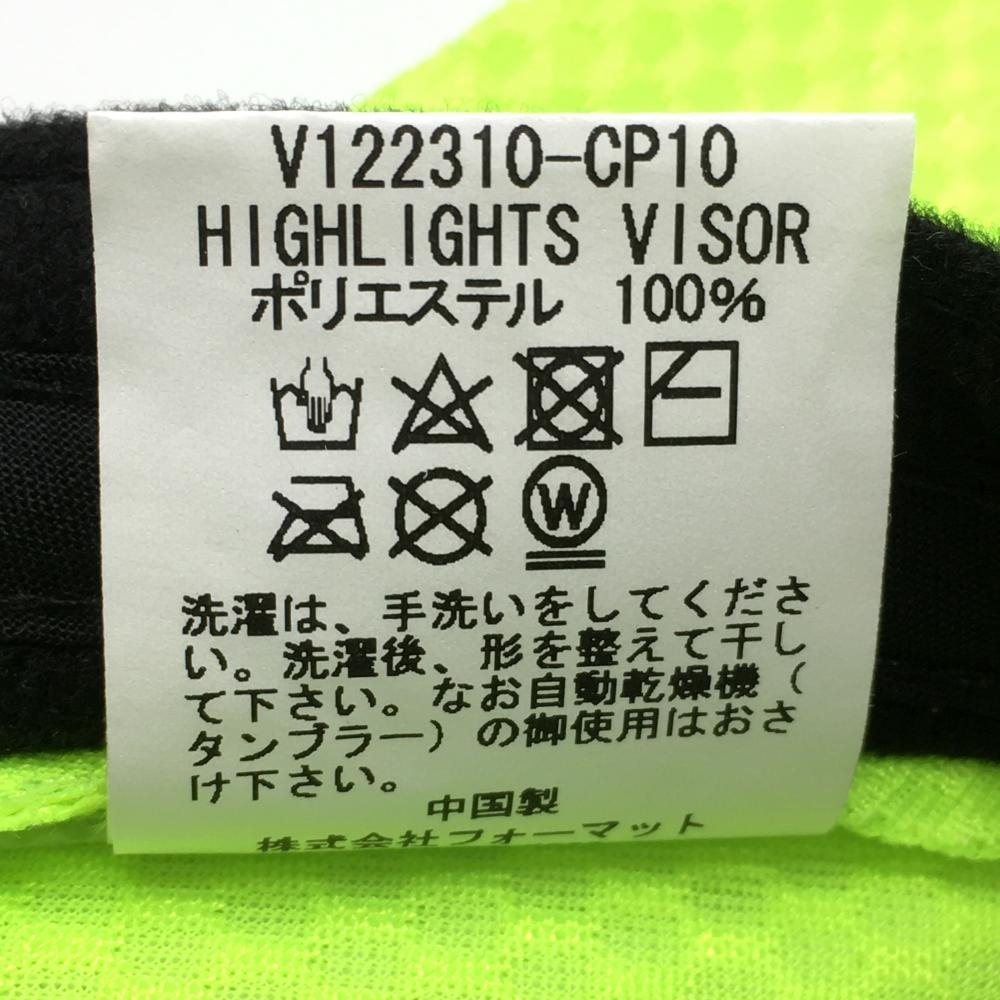 V122310-CP10
HIGHLIGHTS VISOR
ポリエステル 100%
W
洗濯は、手洗いをしてくださ
い。洗濯後、形を整えて干し
て下さい。なお自動乾燥機(
タンブラー)の御使用はおさ
け下さい。
中国製
株式会社フォーマット